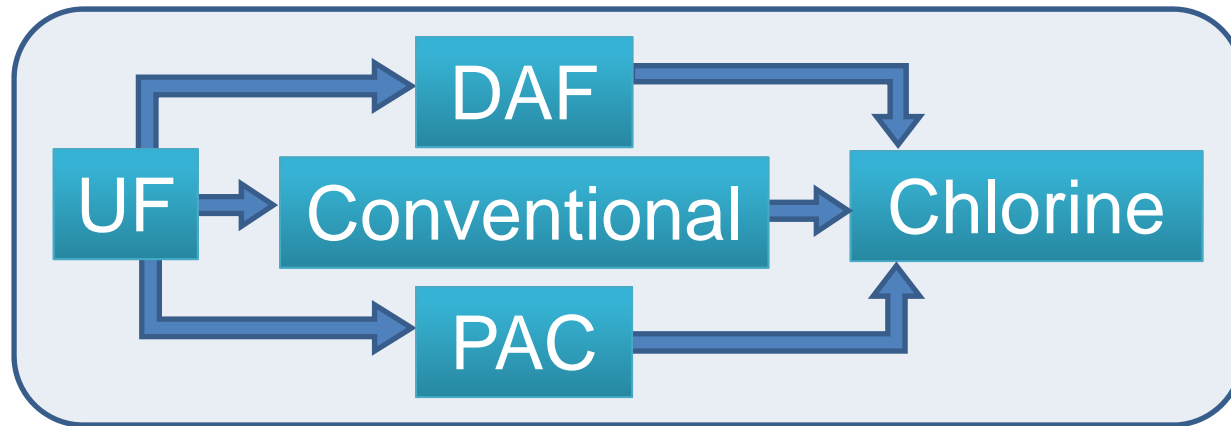 DAF
UF
Conventional
Chlorine
PAC